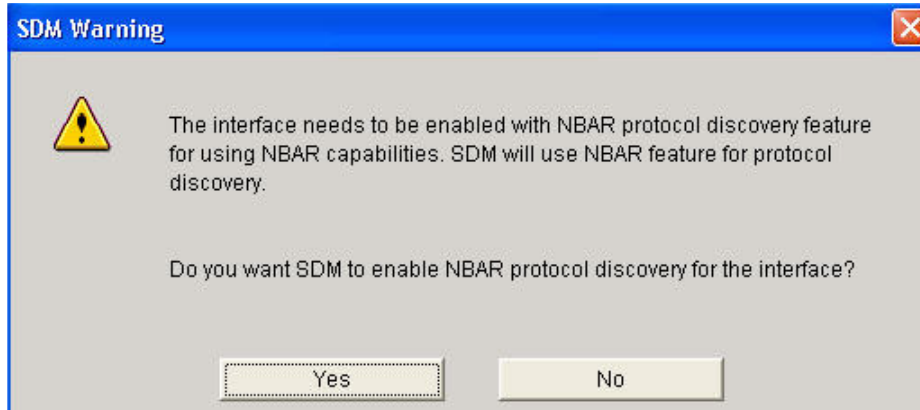 SDM Warning
The interface needs to be enabled with NBAR protocol discovery feature
for using NBAR capabilities. SDM will use NBAR feature for protocol
discovery.
Do you want SDM to enable NBAR protocol discovery for the interface?
Yes
No